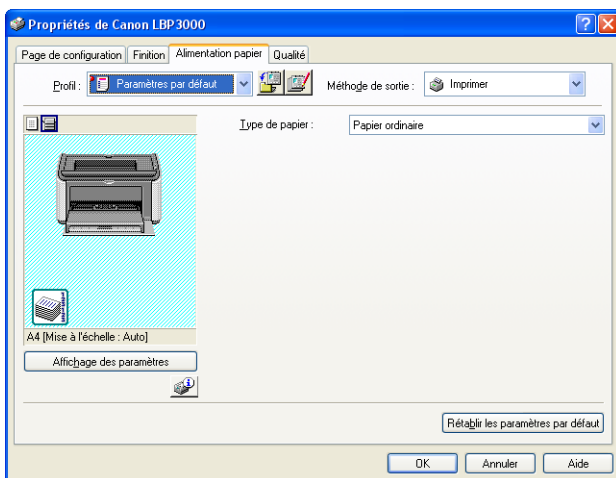 Propriétés de Canon LBP3000
Page de configuration Finition Alimentation papier Qualité
Profil : Paramètres par défaut Méthode de sortie : Imprimer
Type de papier : Papier ordinaire
A4 [Mise à l'échelle : Auto]
Affichage des paramètres
Rétablir les paramètres par défaut
OK Annuler Aide